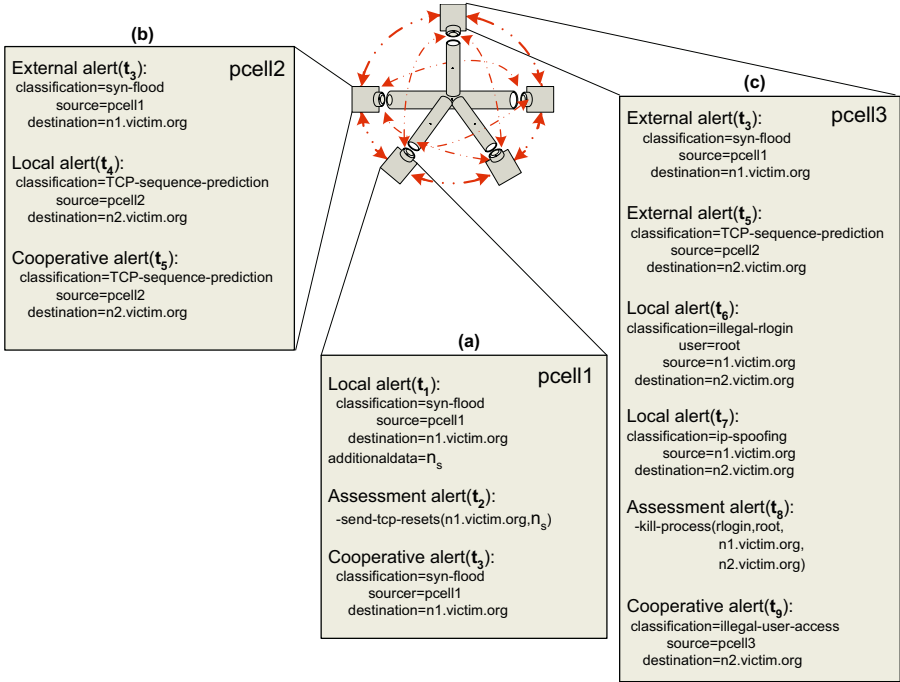 (b)
pcell2
External alert(t3):
classification=syn-flood
source=pcell1
destination=n1.victim.org
Local alert(t4):
classification=TCP-sequence-prediction
source=pcell2
destination=n2.victim.org
Cooperative alert(t5):
classification=TCP-sequence-prediction
source=pcell2
destination=n2.victim.org
(a)
pcell1
Local alert(t1):
classification=syn-flood
source=pcell1
destination=n1.victim.org
additionaldata=ns
Assessment alert(t2):
-send-tcp-resets(n1.victim.org,ns)
Cooperative alert(t3):
classification=syn-flood
sourcer=pcell1
destination=n1.victim.org
(c)
pcell3
External alert(t3):
classification=syn-flood
source=pcell1
destination=n1.victim.org
External alert(t5):
classification=TCP-sequence-prediction
source=pcell2
destination=n2.victim.org
Local alert(t6):
classification=illegal-rlogin
user=root
source=n1.victim.org
destination=n2.victim.org
Local alert(t7):
classification=ip-spoofing
source=n1.victim.org
destination=n2.victim.org
Assessment alert(t8):
-kill-process(rlogin,root,
n1.victim.org,
n2.victim.org)
Cooperative alert(t9):
classification=illegal-user-access
source=pcell3
destination=n2.victim.org